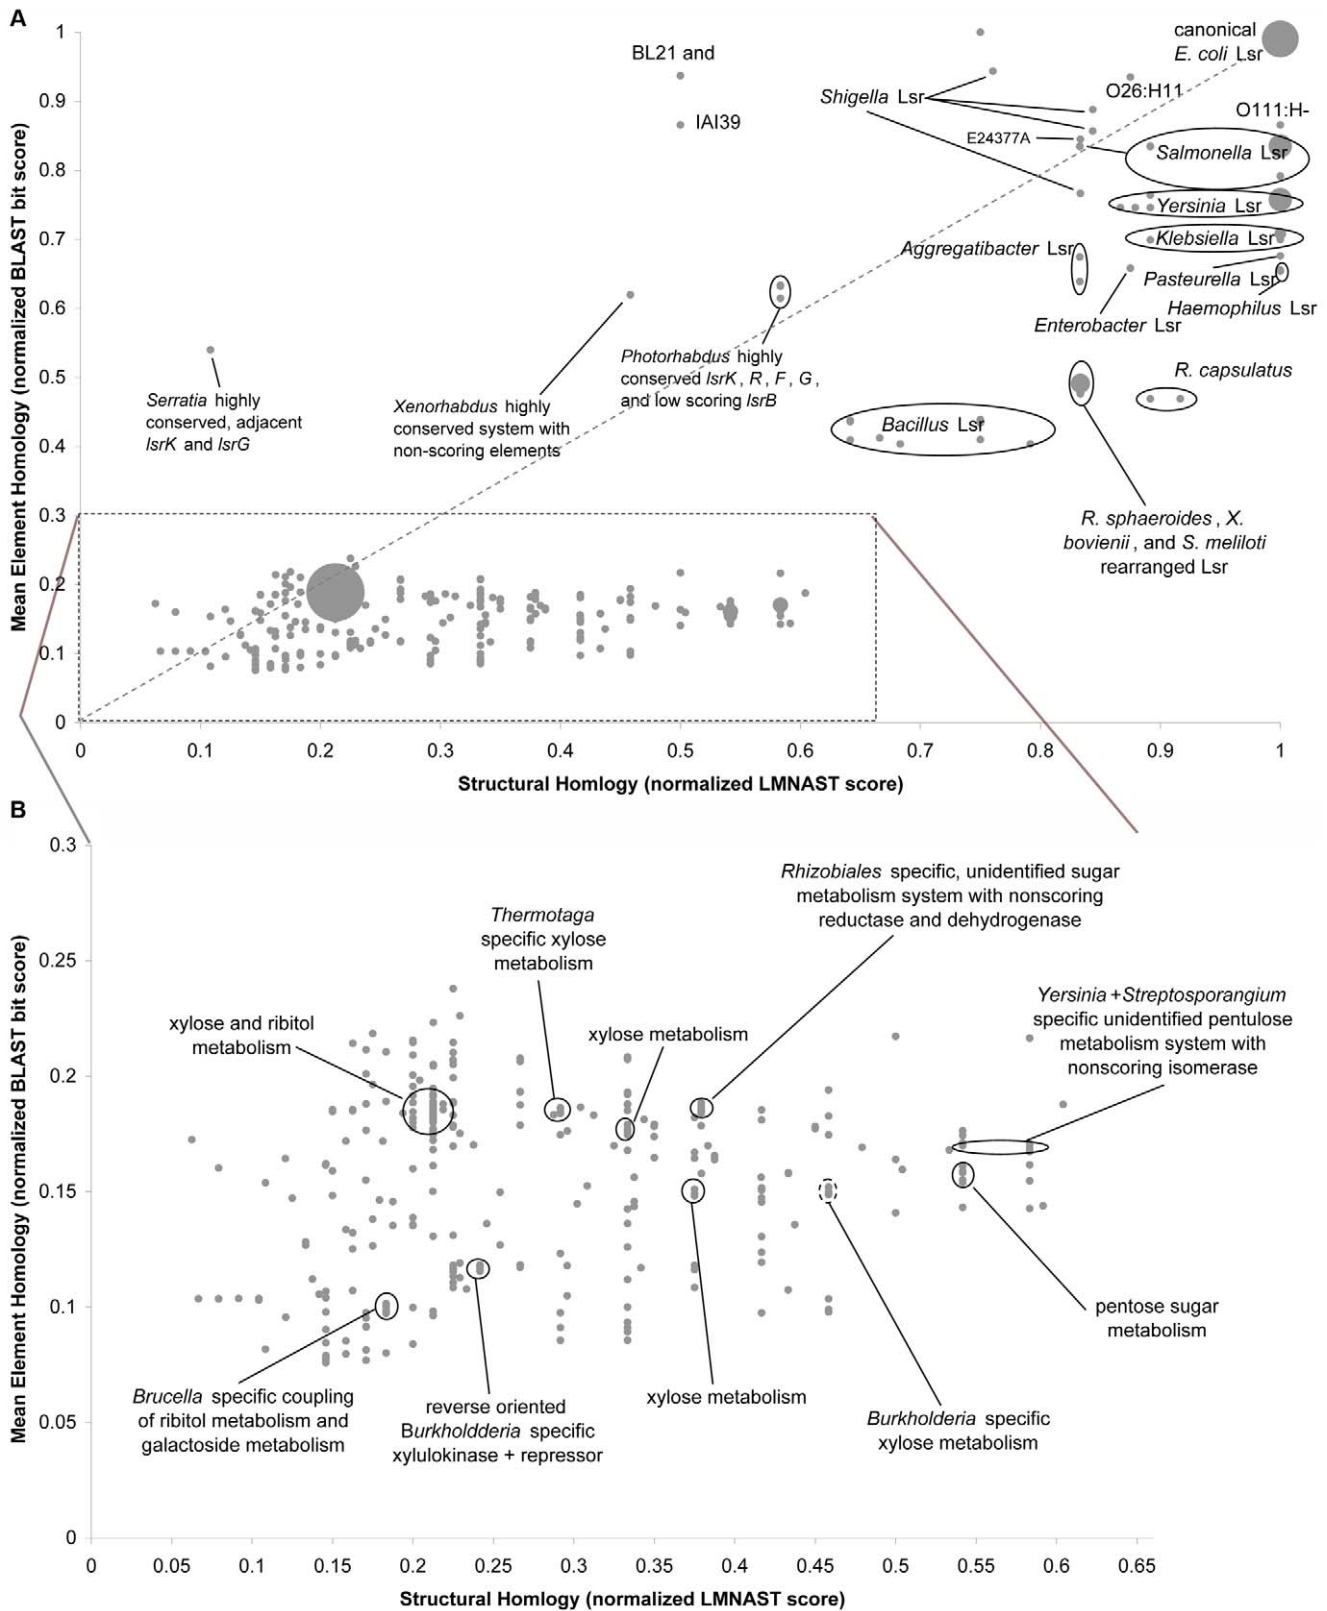 A
Mean Element Homology (normalized BLAST bit score)
1
0.9
0.8
0.7
0.6
0.5
0.4
0.3
0.2
0.1
0
BL21 and
IAI39
canonical
E. coli Lsr
Shigella Lsr
O26:H11
O111:H-
E24377A
Salmonella Lsr
Yersinia Lsr
Klebsiella Lsr
Aggregatibacter Lsr
Pasteurella Lsr
Haemophilus Lsr
Enterobacter Lsr
Photorhabdus highly
conserved lsrK , R , F , G ,
and low scoring lsrB
R. capsulatus
Serratia highly
conserved, adjacent
lsrK and lsrG
Xenorhabdus highly
conserved system with
non-scoring elements
Bacillus Lsr
R. sphaeroides , X.
bovienii , and S. meliloti
rearranged Lsr
0 0.1 0.2 0.3 0.4 0.5 0.6 0.7 0.8 0.9 1
Structural Homlogy (normalized LMNAST score)
B
Mean Element Homology (normalized BLAST bit score)
0.3
0.25
0.2
0.15
0.1
0.05
0
Rhizobiales specific, unidentified sugar
metabolism system with nonscoring
reductase and dehydrogenase
Thermotaga
specific xylose
metabolism
xylose and ribitol
metabolism
xylose metabolism
Yersinia +Streptosporangium
specific unidentified pentulose
metabolism system with
nonscoring isomerase
pentose sugar
metabolism
Brucella specific coupling
of ribitol metabolism and
galactoside metabolism
reverse oriented
Burkholdderia specific
xylulokinase + repressor
xylose metabolism
Burkholderia specific
xylose metabolism
0 0.05 0.1 0.15 0.2 0.25 0.3 0.35 0.4 0.45 0.5 0.55 0.6 0.65
Structural Homology (normalized LMNAST score)